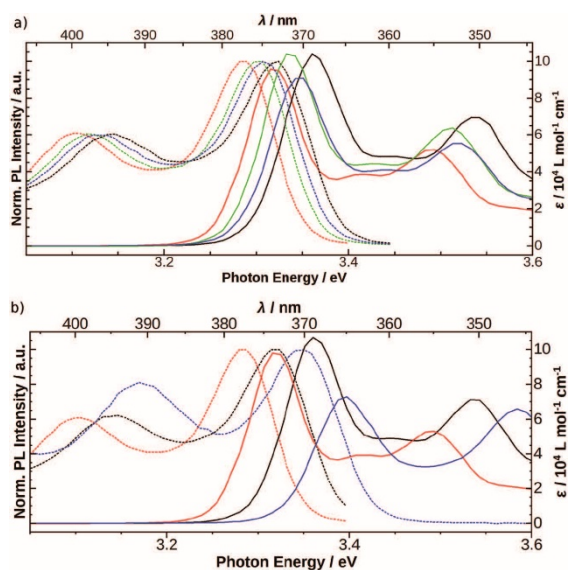 a)
λ / nm
400 390 380 370 360 350
Norm. PL Intensity / a.u.
10
8
6
4
2
0
ε / 10⁴ L mol⁻¹ cm⁻¹
3.2 3.4 3.6
Photon Energy / eV
b)
λ / nm
400 390 380 370 360 350
Norm. PL Intensity / a.u.
10
8
6
4
2
0
ε / 10⁴ L mol⁻¹ cm⁻¹
3.2 3.4 3.6
Photon Energy / eV